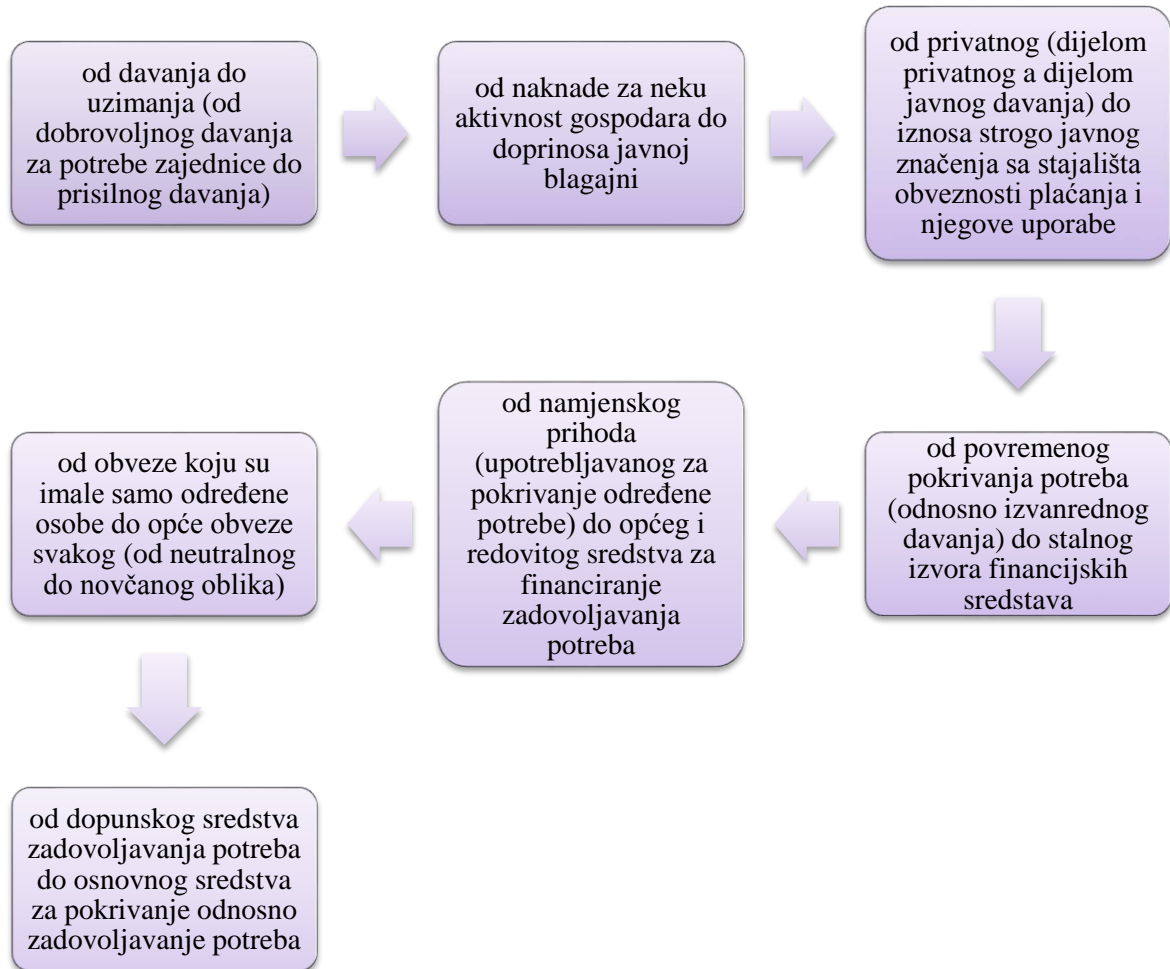 od davanja do
uzimanja (od
dobrovoljnog davanja
za potrebe zajednice do
prisilnog davanja)
od naknade za neku
aktivnost gospodara do
doprinosa javnoj
blagajni
od privatnog (dijelom
privatnog a dijelom
javnog davanja) do
iznosa strogo javnog
značenja sa stajališta
obveznosti plaćanja i
njegove uporabe
od povremenog
pokrivanja potreba
(odnosno izvanrednog
davanja) do stalnog
izvora financijskih
sredstava
od namjenskog
prihoda
(upotrebljavanog za
pokrivanje određene
potrebe) do općeg i
redovitog sredstva za
financiranje
zadovoljavanja
potreba
od obveze koju su
imale samo određene
osobe do opće obveze
svakog (od neutralnog
do novčanog oblika)
od dopunskog sredstva
zadovoljavanja potreba
do osnovnog sredstva
za pokrivanje odnosno
zadovoljavanje potreba